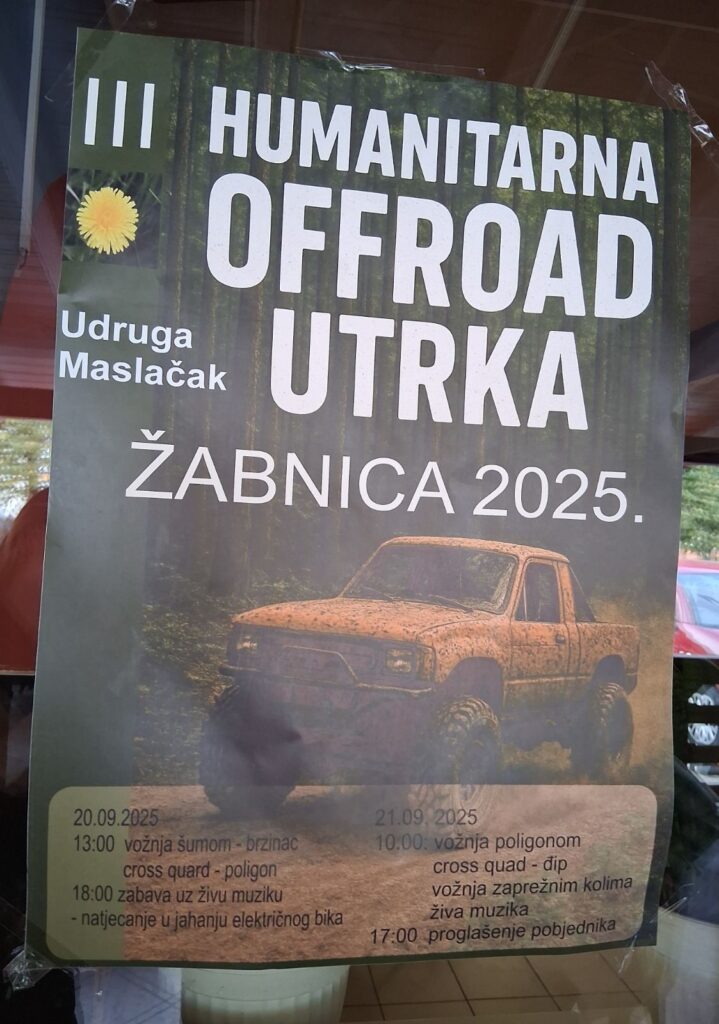 III HUMANITARNA
OFFROAD
UTRKA
Udruga
Maslačak
ŽABNICA 2025.
20.09.2025
13:00 vožnja šumom - brzinac
cross quard - poligon
18:00 zabava uz živu muziku
- natjecanje u jahanju električnog bika
21.09. 2025
10.00: vožnja poligonom
cross quad - đip
vožnja zaprežnim kolima
živa muzika
17:00 proglašenje pobjednika